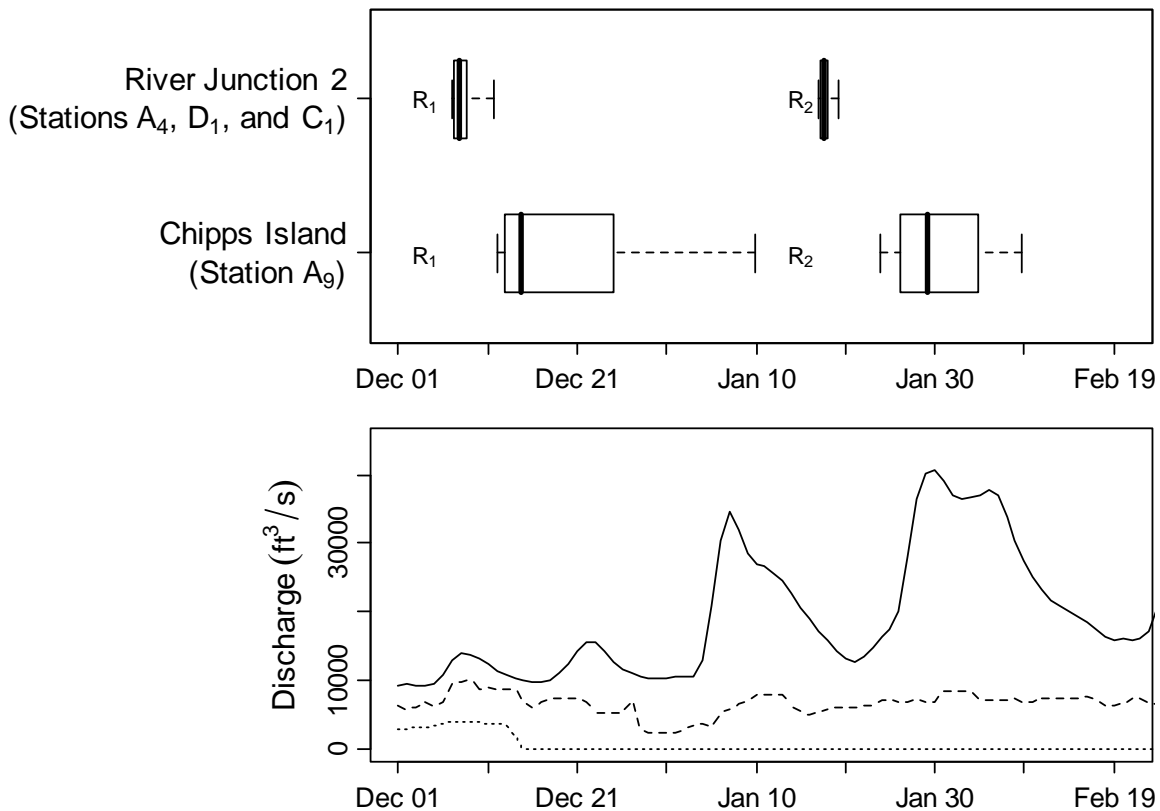 River Junction 2
(Stations A₄, D₁, and C₁)
R₁
R₂
Chipps Island
(Station A₉)
R₁
R₂
Dec 01 Dec 21 Jan 10 Jan 30 Feb 19
Discharge (ft³/s)
30000
10000
0
Dec 01 Dec 21 Jan 10 Jan 30 Feb 19